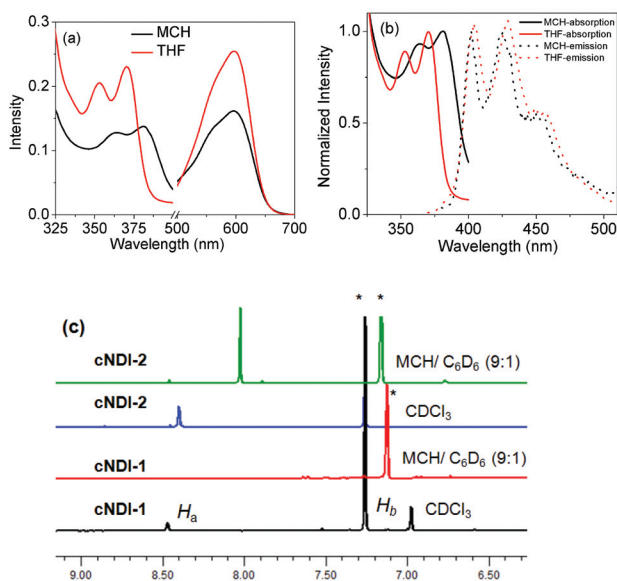 (a)
MCH
THF
Intensity
0.3
0.2
0.1
0.0
325 350 375 500 600 700
Wavelength (nm)
(b)
MCH-absorption
THF-absorption
MCH-emission
THF-emission
Normalized Intensity
1.0
0.5
0.0
350 400 450 500
Wavelength (nm)
(c)
* *
cNDI-2 MCH/ C6D6 (9:1)
cNDI-2 CDCl3
*
cNDI-1 MCH/ C6D6 (9:1)
cNDI-1 Ha Hb CDCl3
9.00 8.50 8.00 7.50 7.00 6.50